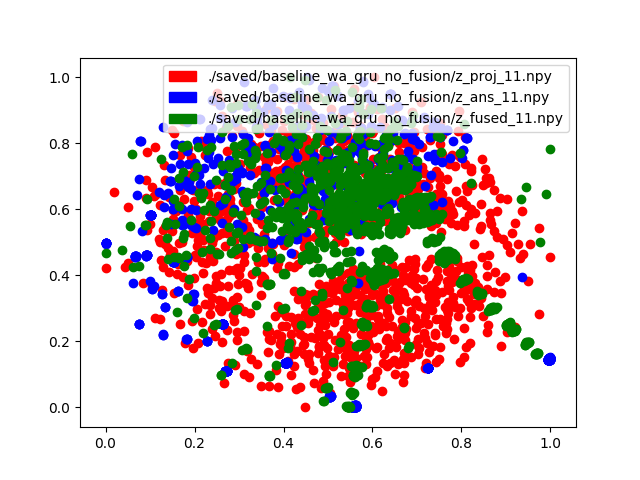 ./saved/baseline_wa_gru_no_fusion/z_proj_11.npy
./saved/baseline_wa_gru_no_fusion/z_ans_11.npy
./saved/baseline_wa_gru_no_fusion/z_fused_11.npy
1.0
0.8
0.6
0.4
0.2
0.0
0.0 0.2 0.4 0.6 0.8 1.0